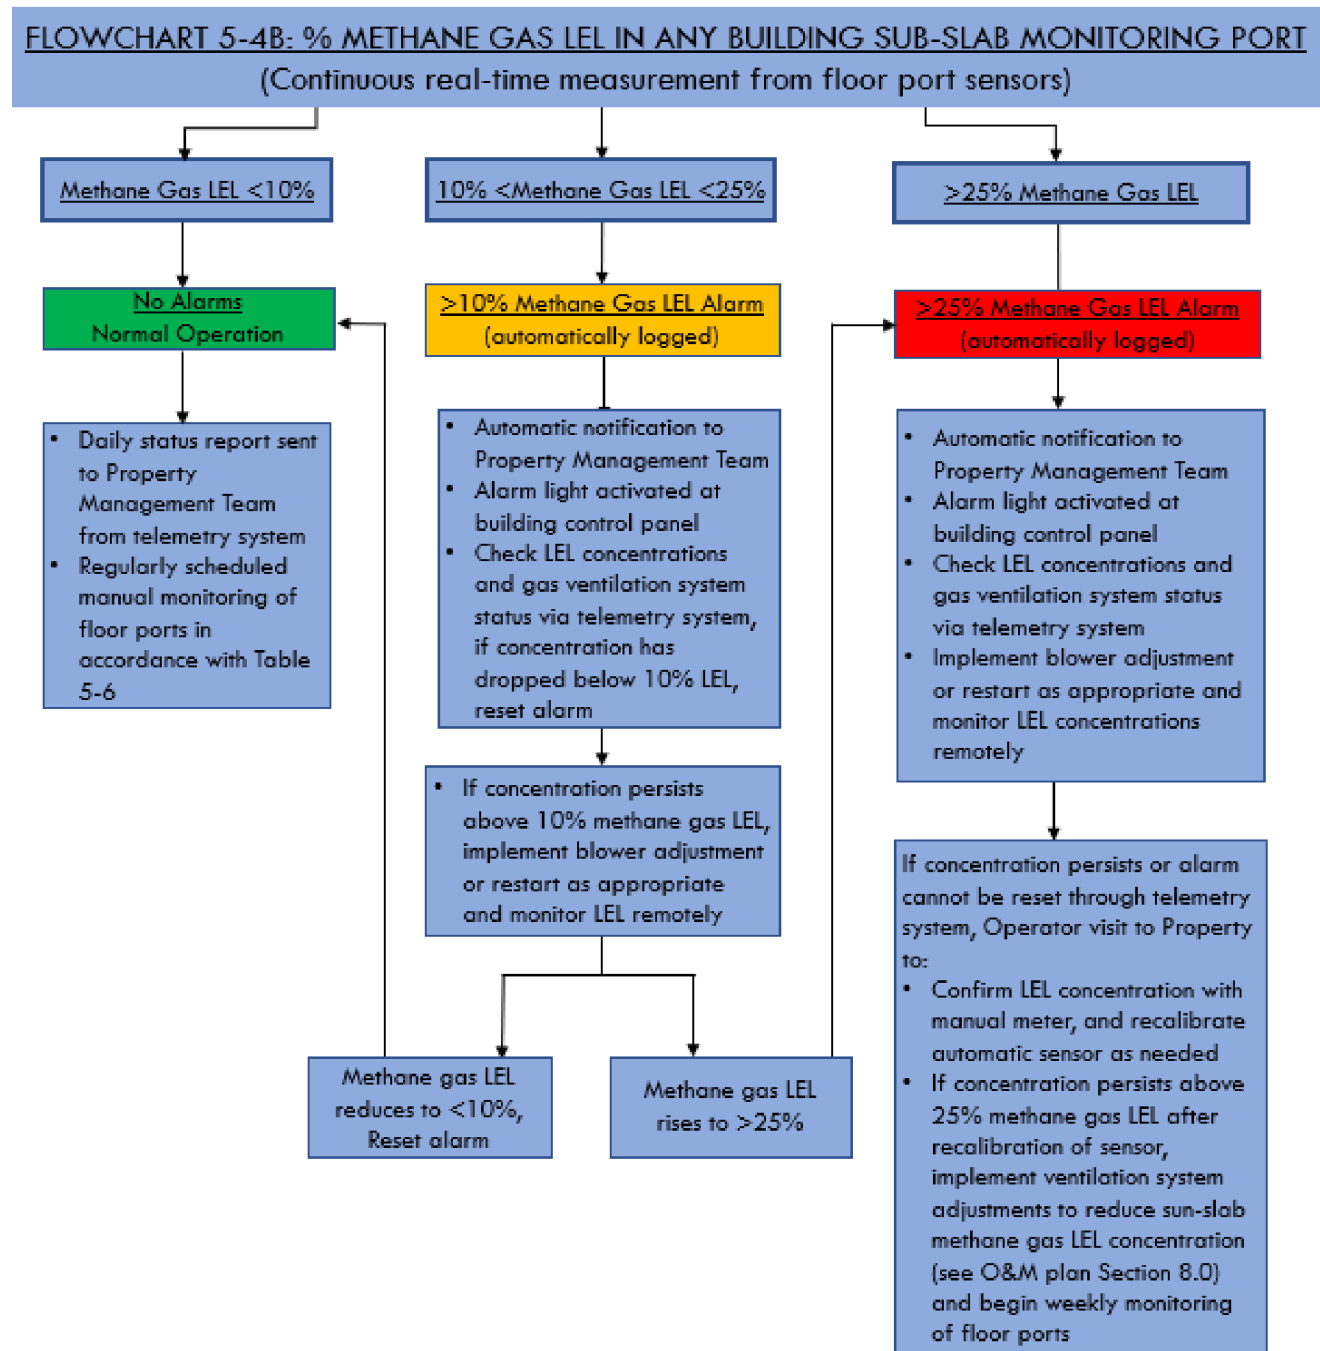 FLOWCHART 5-4B: % METHANE GAS LEL IN ANY BUILDING SUB-SLAB MONITORING PORT
(Continuous real-time measurement from floor port sensors)
Methane Gas LEL <10%
No Alarms
Normal Operation
• Daily status report sent
to Property
Management Team
from telemetry system
• Regularly scheduled
manual monitoring of
floor ports in
accordance with Table
5-6
10% <Methane Gas LEL <25%
>10% Methane Gas LEL Alarm
(automatically logged)
• Automatic notification to
Property Management Team
• Alarm light activated at
building control panel
• Check LEL concentrations
and gas ventilation system
status via telemetry system,
if concentration has
dropped below 10% LEL,
reset alarm
• If concentration persists
above 10% methane gas LEL,
implement blower adjustment
or restart as appropriate
and monitor LEL remotely
Methane gas LEL
reduces to <10%,
Reset alarm
Methane gas LEL
rises to >25%
>25% Methane Gas LEL
>25% Methane Gas LEL Alarm
(automatically logged)
• Automatic notification to
Property Management Team
• Alarm light activated at
building control panel
• Check LEL concentrations and
gas ventilation system status
via telemetry system
• Implement blower adjustment
or restart as appropriate and
monitor LEL concentrations
remotely
If concentration persists or alarm
cannot be reset through telemetry
system, Operator visit to Property
to:
• Confirm LEL concentration with
manual meter, and recalibrate
automatic sensor as needed
• If concentration persists above
25% methane gas LEL after
recalibration of sensor,
implement ventilation system
adjustments to reduce sun-slab
methane gas LEL concentration
(see O&M plan Section 8.0)
and begin weekly monitoring
of floor ports